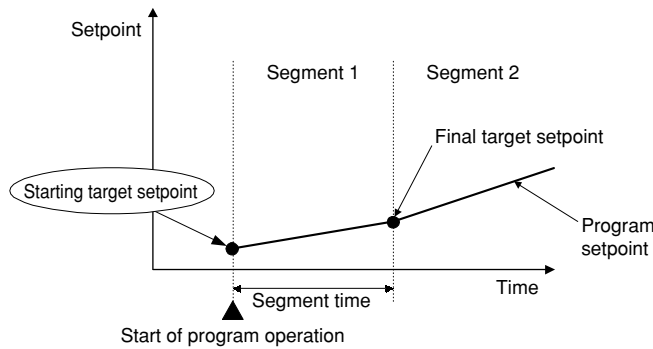 Setpoint
Segment 1
Segment 2
Final target setpoint
Starting target setpoint
Program
setpoint
Time
Segment time
Start of program operation